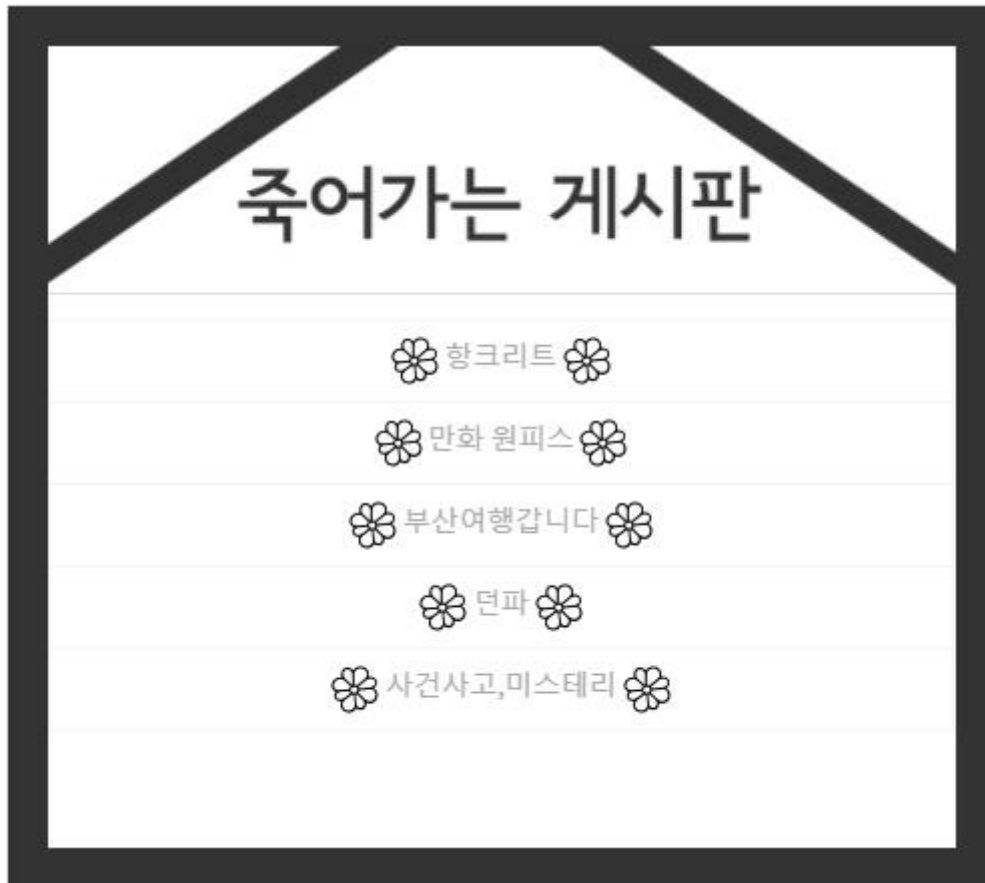 죽어가는 게시판
항크리트
만화 원피스
부산여행갑니다
던파
사건사고,미스테리